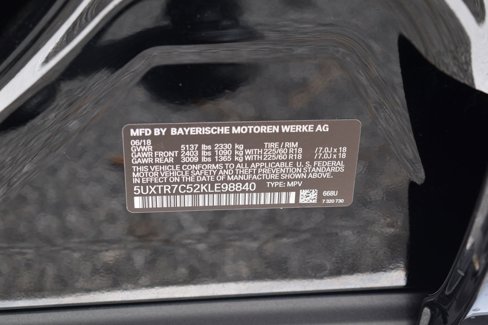 MFD BY BAYERISCHE MOTOREN WERKE AG
06/18 TIRE / RIM
GVWR 5137 lbs 2330 kg
GAWR FRONT 2403 lbs 1090 kg WITH 225/60 R18 /7.0J x 18
GAWR REAR 3009 lbs 1365 kg WITH 225/60 R18 /7.0J x 18
THIS VEHICLE CONFORMS TO ALL APPLICABLE U.S. FEDERAL
MOTOR VEHICLE SAFETY AND THEFT PREVENTION STANDARDS
IN EFFECT ON THE DATE OF MANUFACTURE SHOWN ABOVE.
5UXTR7C52KLE98840 TYPE: MPV
668U
7 320 730